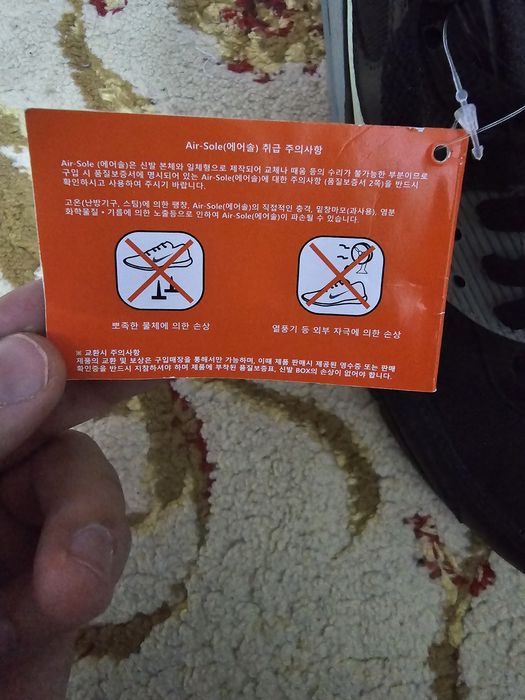 Air-Sole(에어솔) 취급 주의사항
Air-Sole (에어솔)은 신발 본체와 일체형으로 제작되어 교체나 때움 등의 수리가 불가능한 부분이므로
구입 시 품질보증서에 명시되어 있는 Air-Sole(에어솔)에 대한 주의사항 (품질보증서 2쪽)을 반드시
확인하시고 사용하여 주시기 바랍니다.
고온(난방기구, 스팀)에 의한 팽창, Air-Sole(에어솔)의 직접적인 충격, 밑창마모(과사용), 염분
화학물질・기름에 의한 노출등으로 인하여 Air-Sole(에어솔)이 파손될 수 있습니다.
뾰족한 물체에 의한 손상
열풍기 등 외부 자극에 의한 손상
※ 교환시 주의사항
제품의 교환 및 보상은 구입매장을 통해서만 가능하며, 이때 제품 판매시 제공된 영수증 또는 판매
확인증을 반드시 지참하셔야 하며 제품에 부착된 품질보증표, 신발 BOX의 손상이 없어야 합니다.